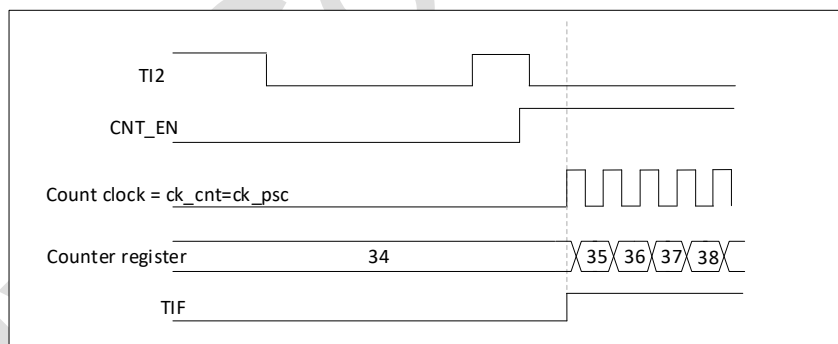 TI2
CNT_EN
Count clock = ck_cnt=ck_psc
Counter register 34 35 36 37 38
TIF